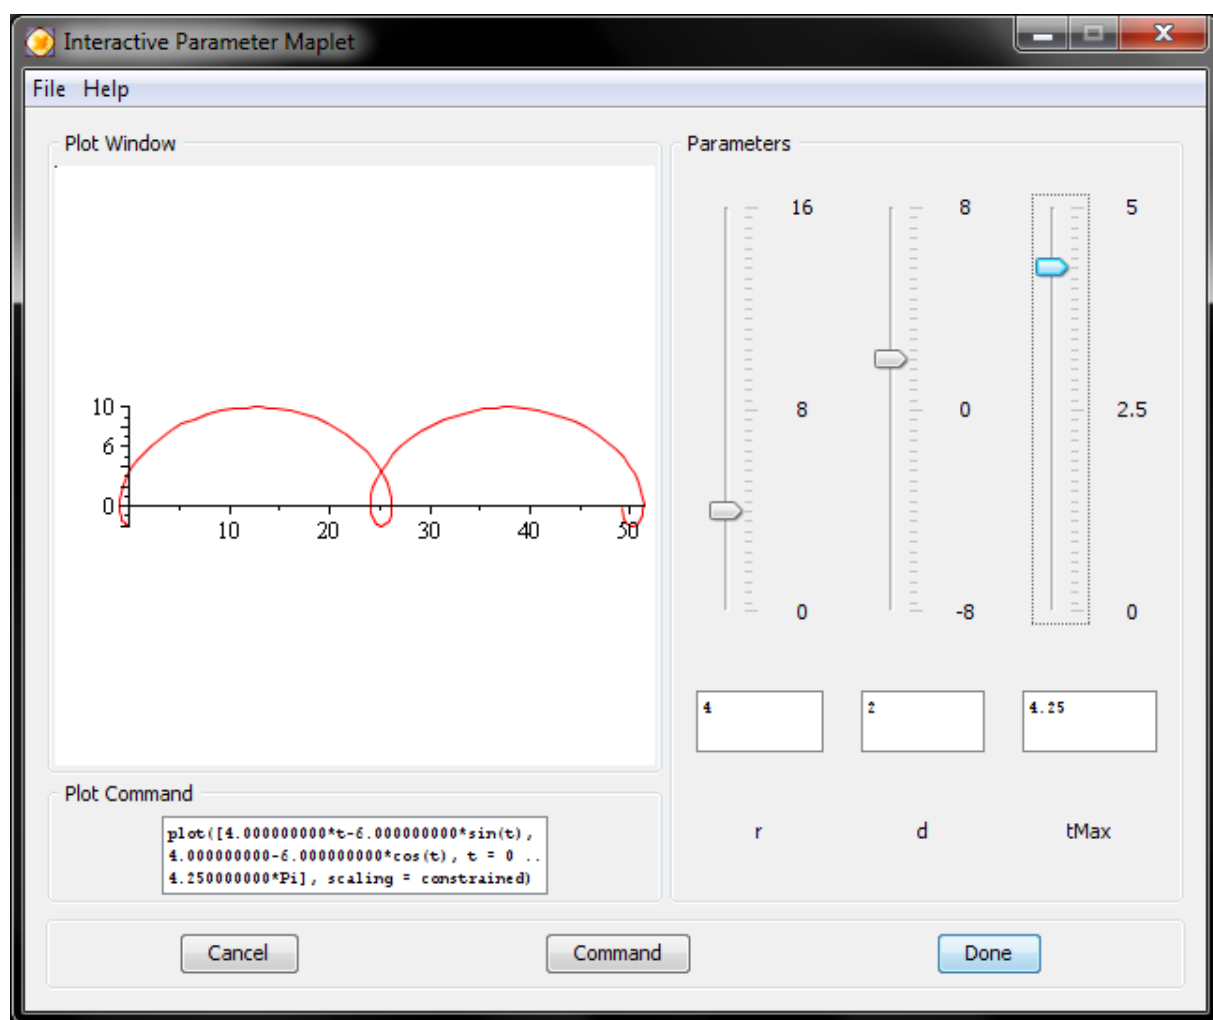 Interactive Parameter Maplet
File Help
Plot Window
10
6
0
10 20 30 40 50
Plot Command
plot([4.000000000*t-6.000000000*sin(t),
4.000000000-6.000000000*cos(t), t = 0 ..
4.250000000*Pi], scaling = constrained)
Parameters
16 8 5
8 0 2.5
0 -8 0
4 2 4.25
r d tMax
Cancel Command Done